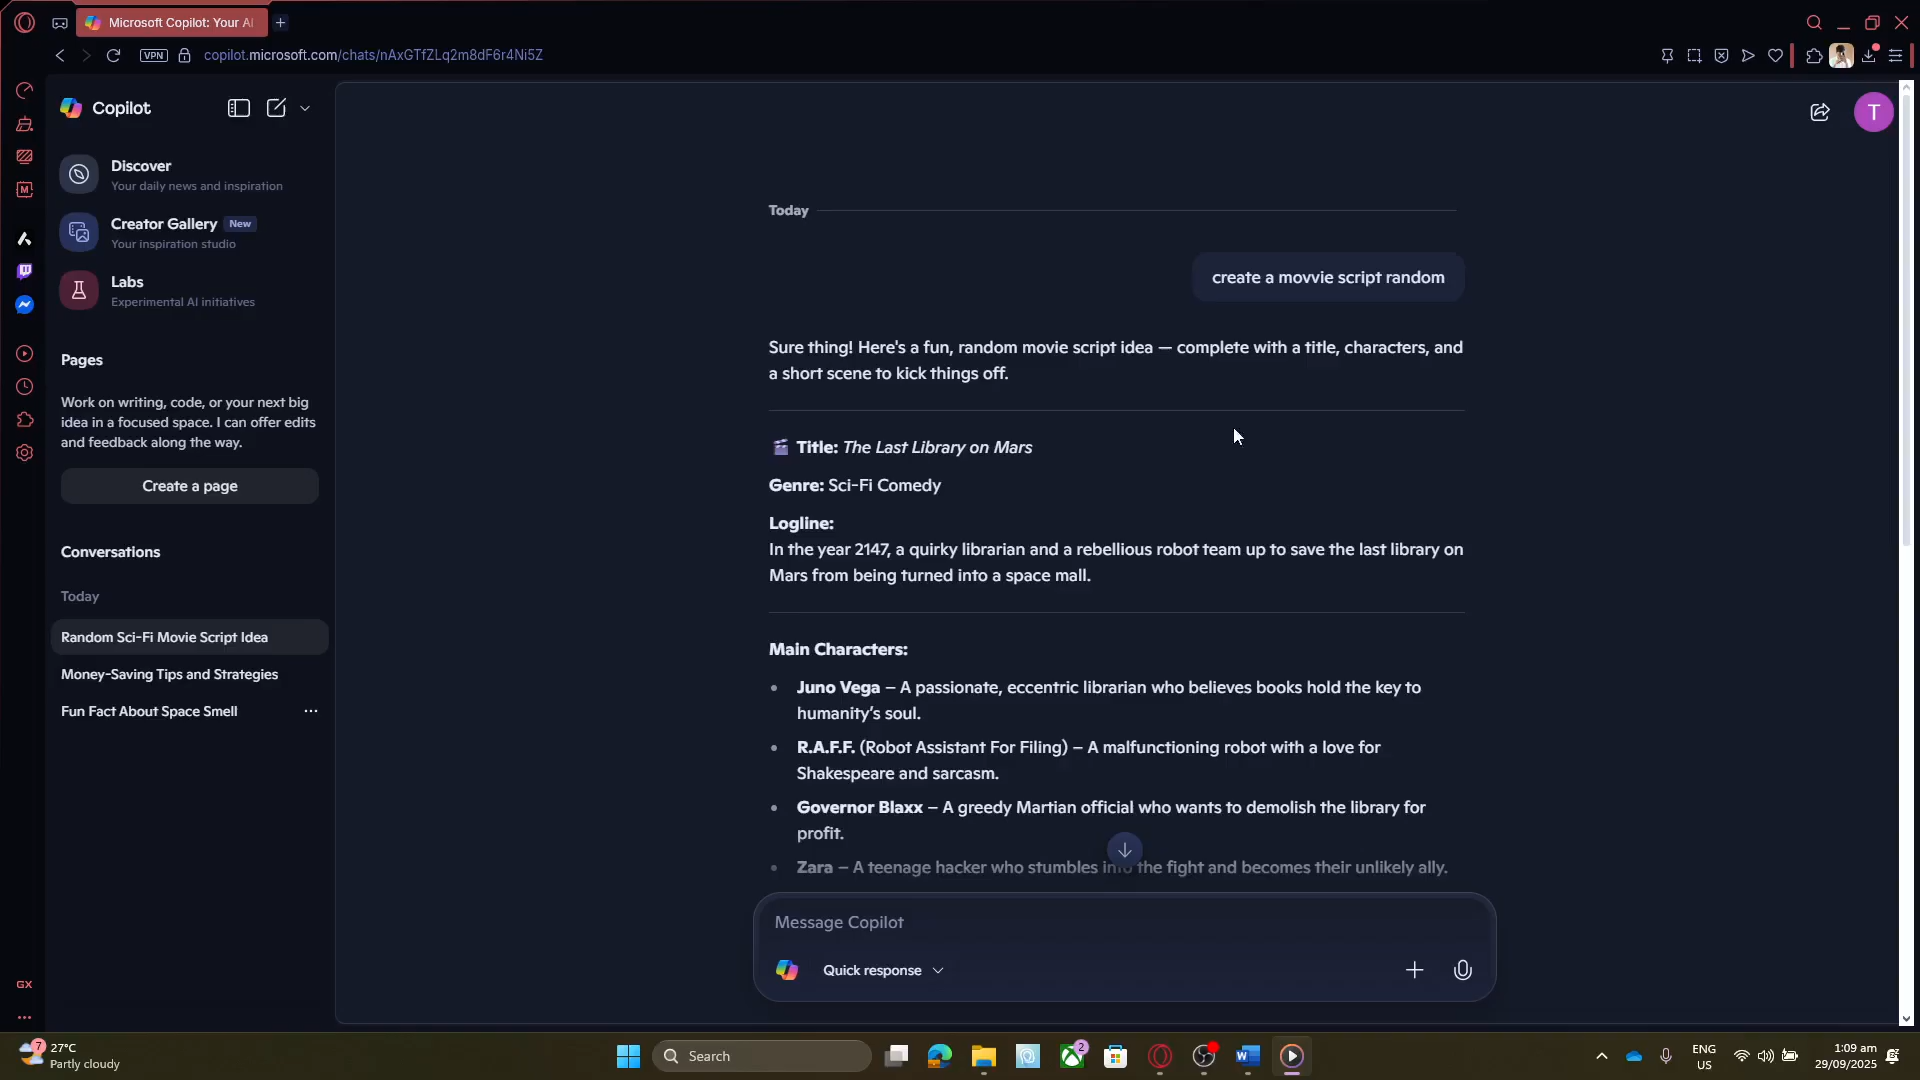 Microsoft Copilot: Your AI
VPN
copilot.microsoft.com/chats/nAxGTfZLq2m8dF6r4Ni5Z
Copilot
T
Discover
Your daily news and inspiration
Creator Gallery New
Your inspiration studio
Labs
Experimental AI initiatives
Pages
Work on writing, code, or your next big
idea in a focused space. I can offer edits
and feedback along the way.
Create a page
Conversations
Today
Random Sci-Fi Movie Script Idea
Money-Saving Tips and Strategies
Fun Fact About Space Smell
Today
create a movvie script random
Sure thing! Here's a fun, random movie script idea — complete with a title, characters, and
a short scene to kick things off.
Title: The Last Library on Mars
Genre: Sci-Fi Comedy
Logline:
In the year 2147, a quirky librarian and a rebellious robot team up to save the last library on
Mars from being turned into a space mall.
Main Characters:
• Juno Vega – A passionate, eccentric librarian who believes books hold the key to
humanity’s soul.
• R.A.F.F. (Robot Assistant For Filing) – A malfunctioning robot with a love for
Shakespeare and sarcasm.
• Governor Blaxx – A greedy Martian official who wants to demolish the library for
profit.
• Zara – A teenage hacker who stumbles into the fight and becomes their unlikely ally.
Message Copilot
Quick response
GX
7
27°C
Partly cloudy
Search
2
W
ENG
US
1:09 am
29/09/2025